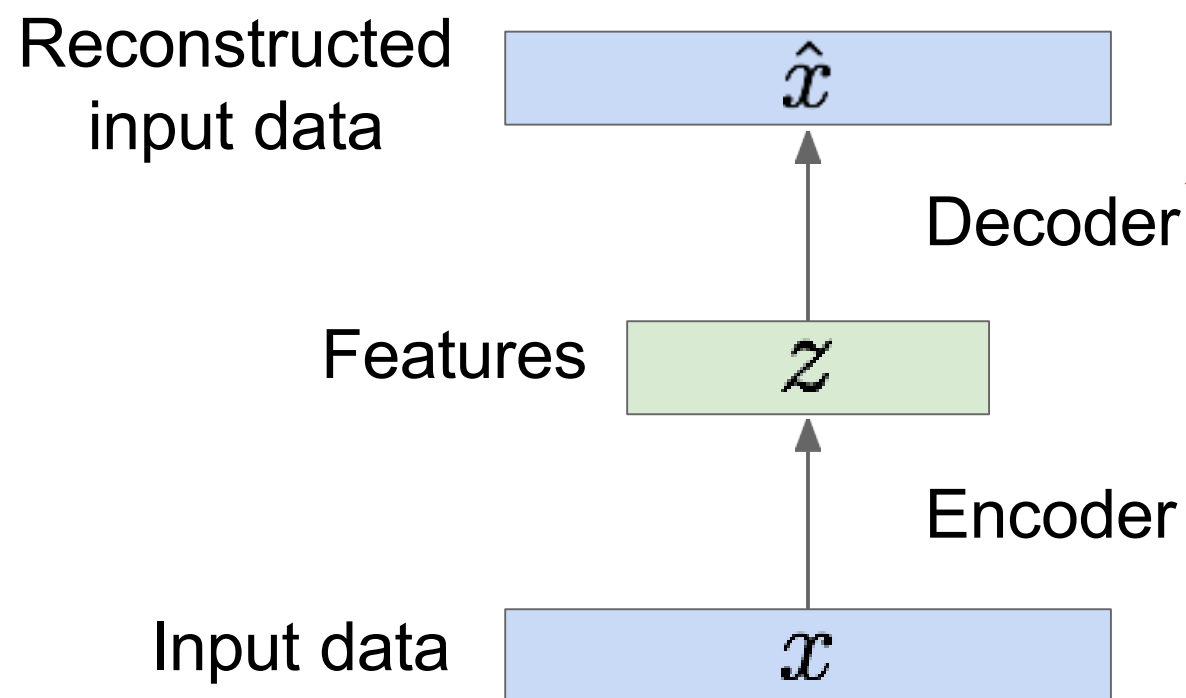 Reconstructed
input data
x̂
Decoder
Features
z
Encoder
Input data
x